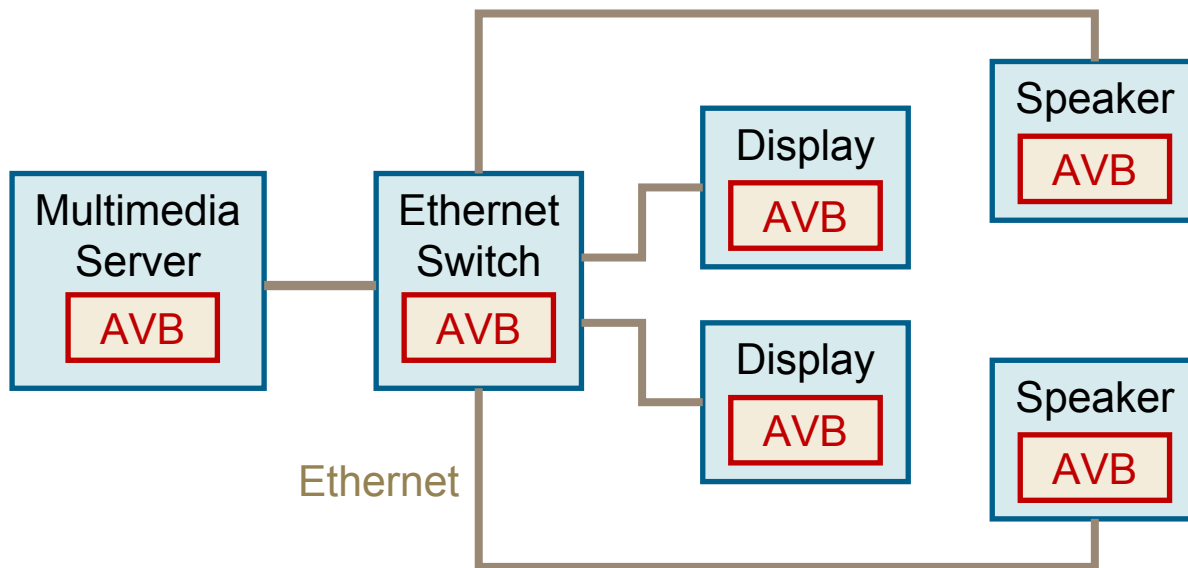 Multimedia
Server
AVB
Ethernet
Switch
AVB
Display
AVB
Display
AVB
Speaker
AVB
Speaker
AVB
Ethernet